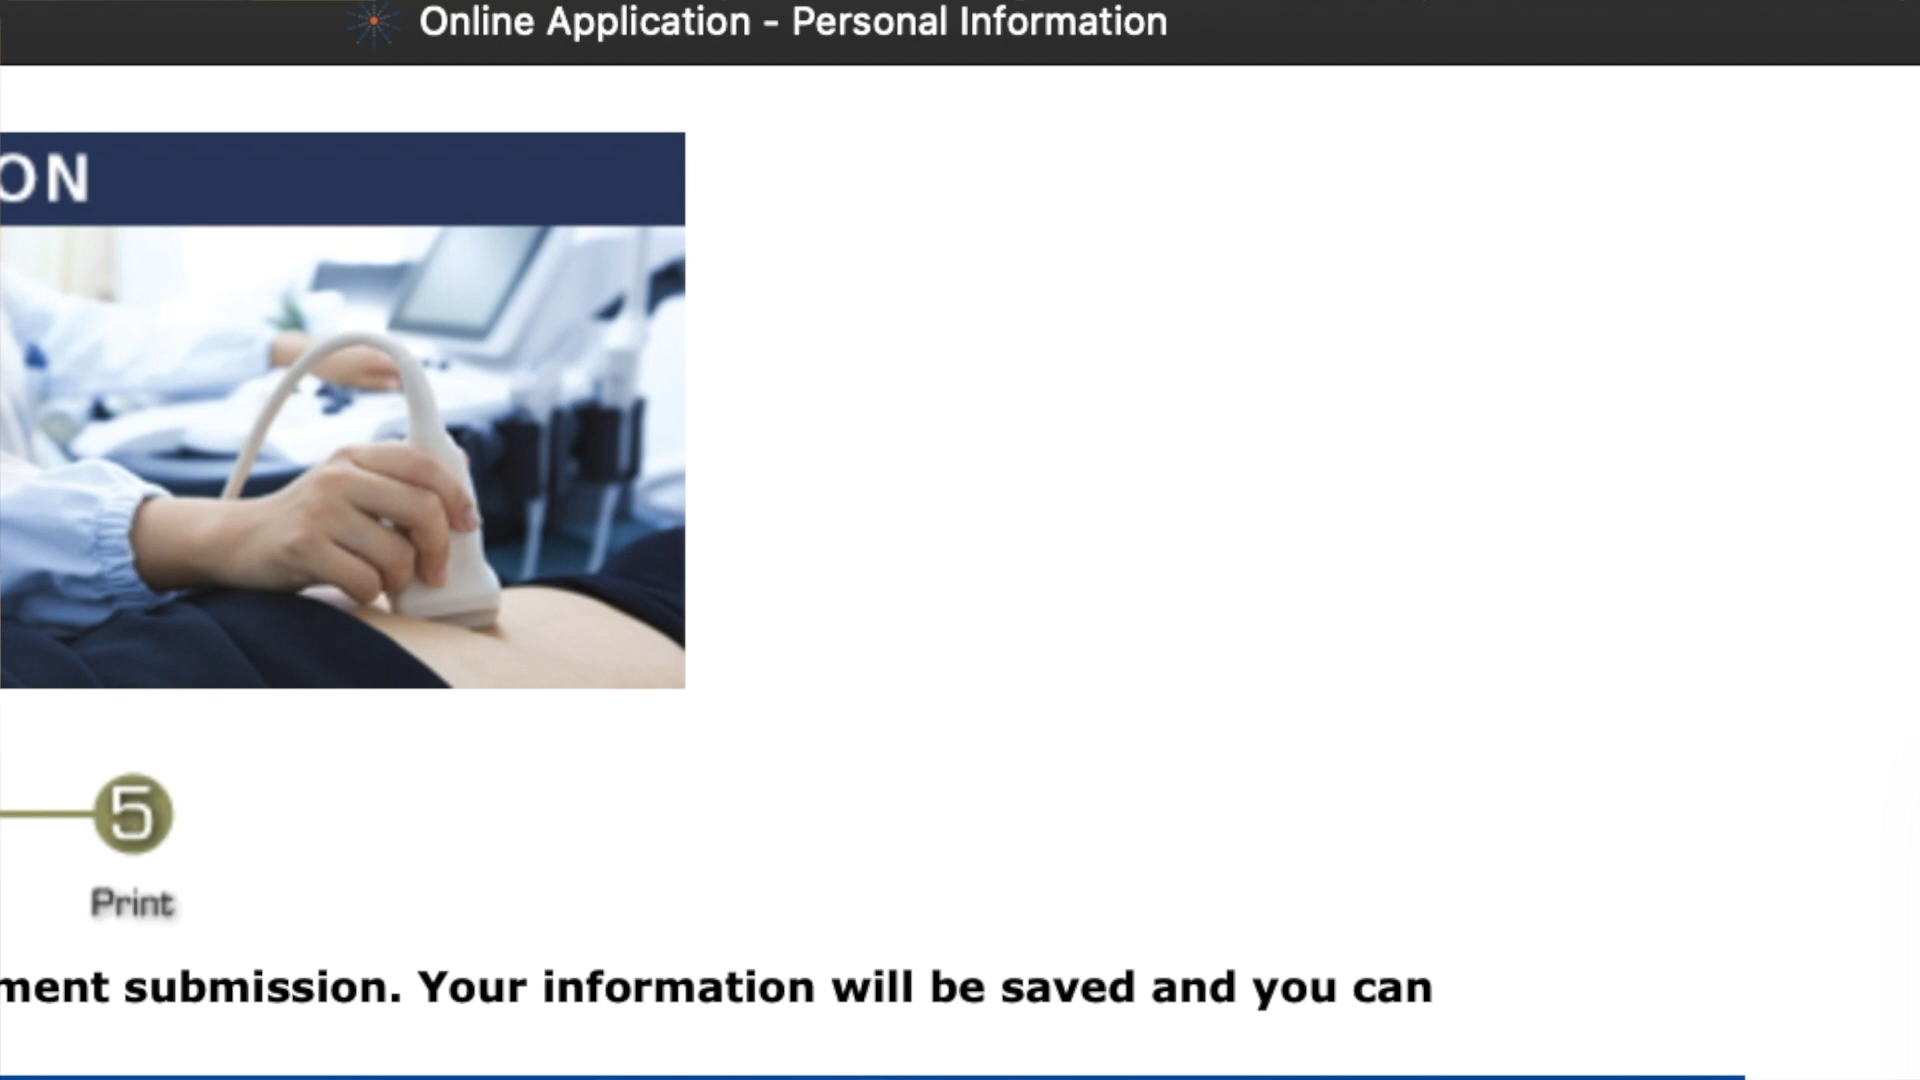 Online Application - Personal Information
ON
5
Print
ment submission. Your information will be saved and you can